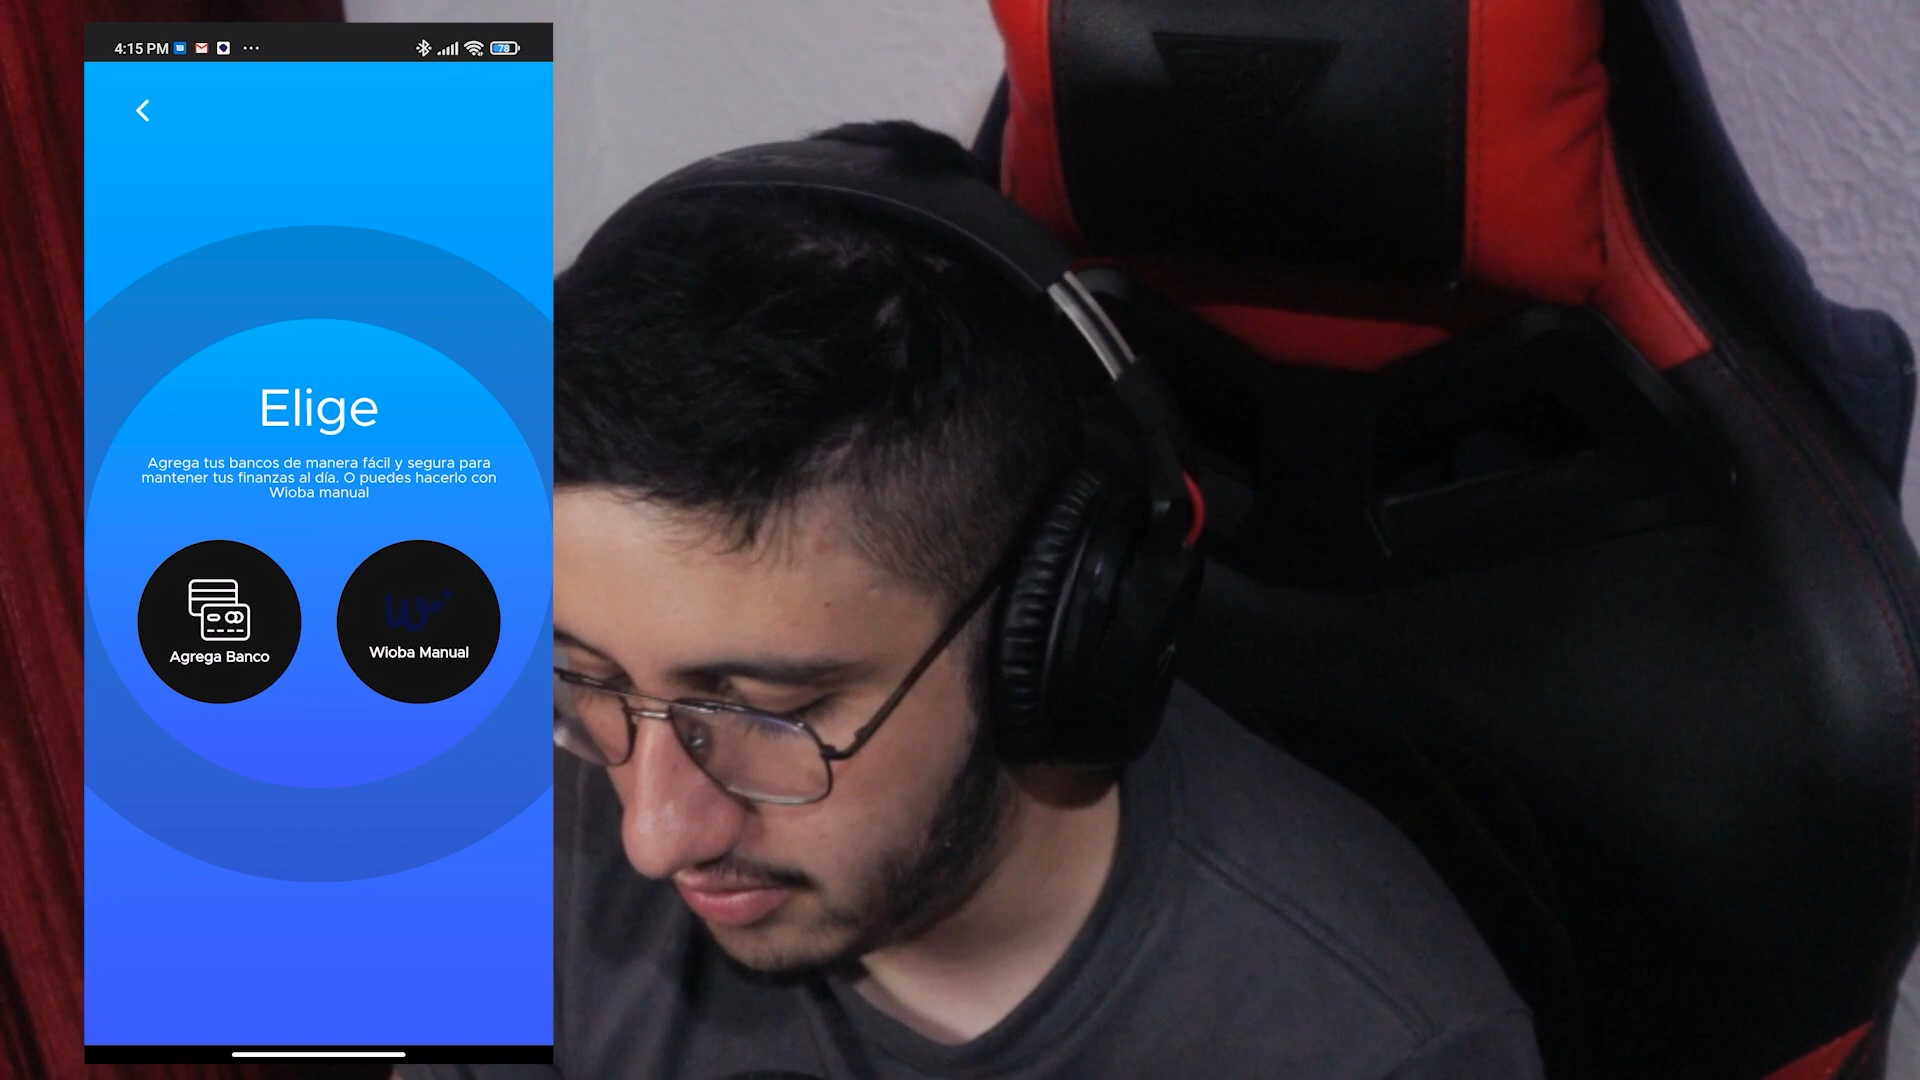 4:15 PM
78
Elige
Agrega tus bancos de manera fácil y segura para
mantener tus finanzas al día. O puedes hacerlo con
Wioba manual
Agrega Banco
Wioba Manual